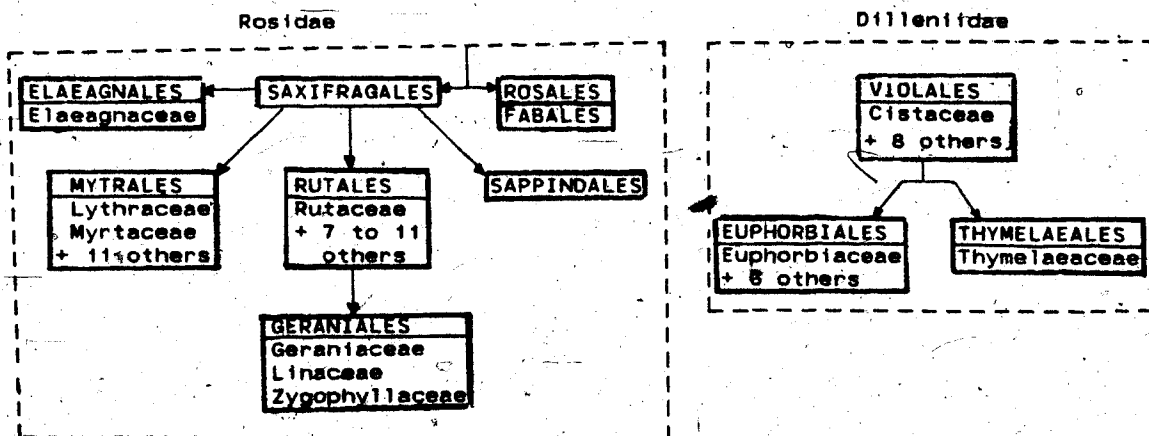 Rosidae
Dilleniidae
ELAEAGNALES
Elaeagnaceae
SAXIFRAGALES
ROSALES
FABALES
VIOLALES
Cistaceae
+ 8 others
MYTRALES
Lythraceae
Myrtaceae
+ 11 others
RUTALES
Rutaceae
+ 7 to 11
others
SAPPINDALES
EUPHORBIALES
Euphorbiaceae
+ 6 others
THYMELAEALES
Thymelaeaceae
GERANIALES
Geraniaceae
Linaceae
Zygophyllaceae